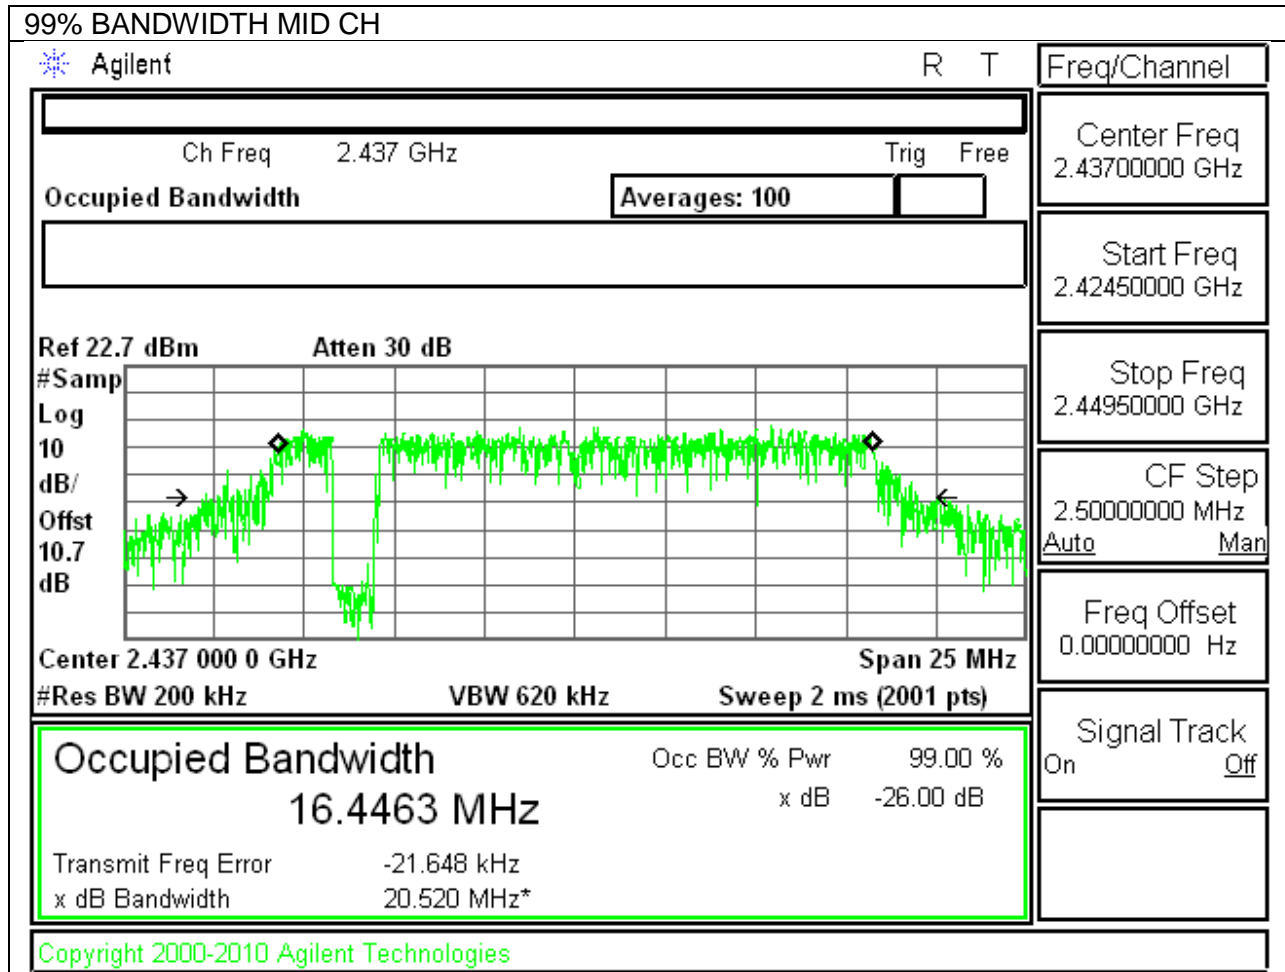 99% BANDWIDTH MID CH
Agilent R T
Ch Freq 2.437 GHz Trig Free
Occupied Bandwidth Averages: 100
Ref 22.7 dBm Atten 30 dB
#Samp
Log
10
dB/
Offst
10.7
dB
Center 2.437 000 0 GHz Span 25 MHz
#Res BW 200 kHz VBW 620 kHz Sweep 2 ms (2001 pts)
Occupied Bandwidth Occ BW % Pwr 99.00 %
16.4463 MHz x dB -26.00 dB
Transmit Freq Error -21.648 kHz
x dB Bandwidth 20.520 MHz*
Copyright 2000-2010 Agilent Technologies
Freq/Channel
Center Freq
2.43700000 GHz
Start Freq
2.42450000 GHz
Stop Freq
2.44950000 GHz
CF Step
2.50000000 MHz
Auto Man
Freq Offset
0.00000000 Hz
Signal Track
On Off